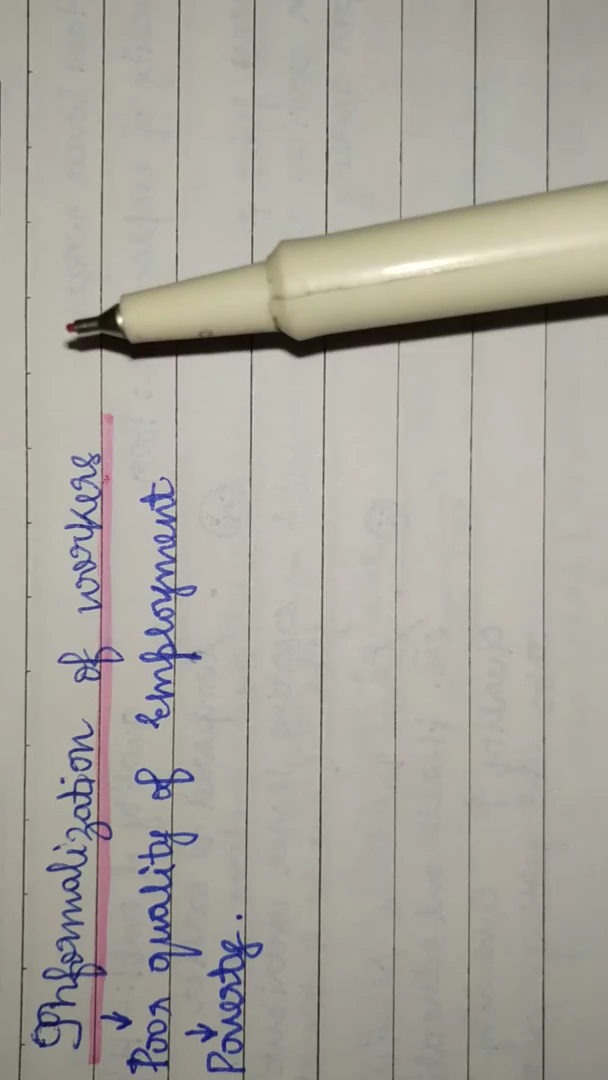 Informalization of workers
↓
Poor quality of Employment
↓
Poverty.